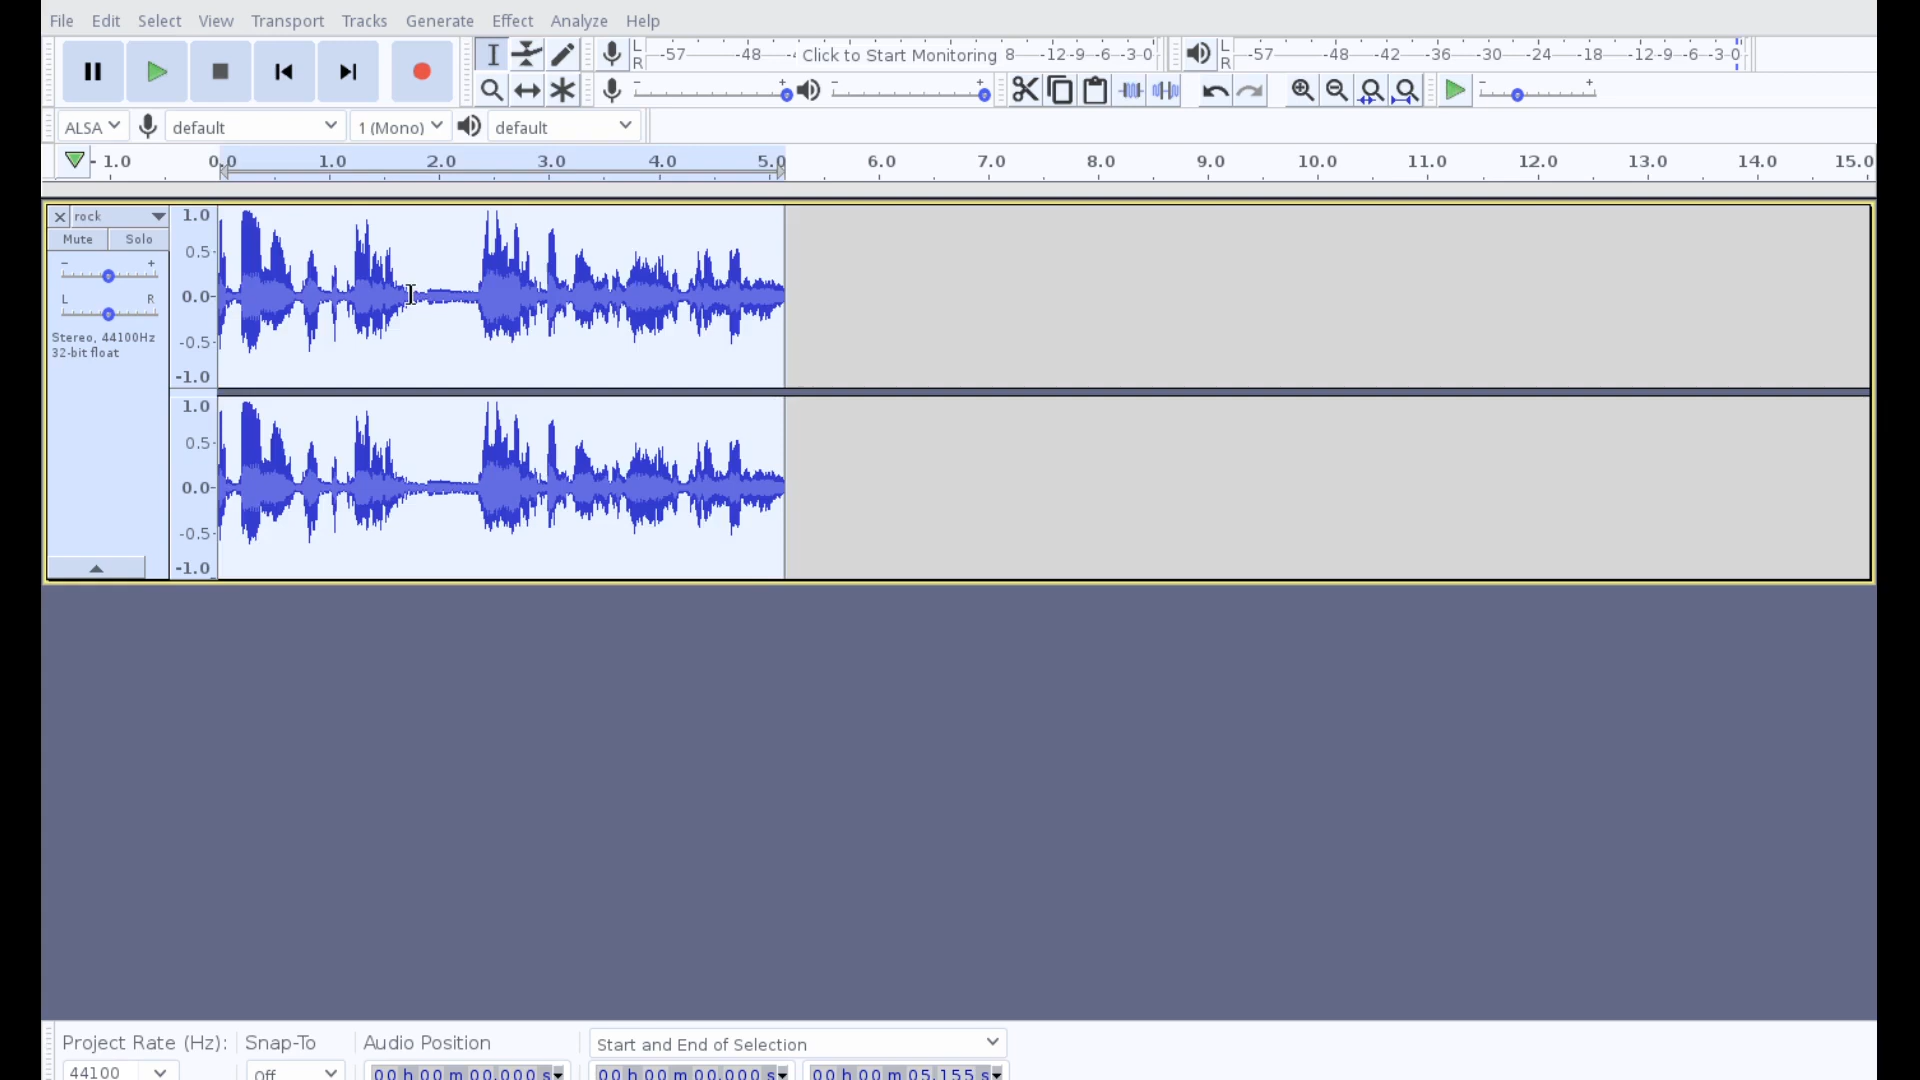 File Edit Select View Transport Tracks Generate Effect Analyze Help
L R -57 -48 Click to Start Monitoring 8 -12 -9 -6 -3 0 L R -57 -48 -42 -36 -30 -24 -18 -12 -9 -6 -3 0
- + - + - +
ALSA default 1 (Mono) default
- 1.0 0.0 1.0 2.0 3.0 4.0 5.0 6.0 7.0 8.0 9.0 10.0 11.0 12.0 13.0 14.0 15.0
rock
Mute Solo
- +
L R
Stereo, 44100Hz
32-bit float
1.0
0.5
0.0
-0.5
-1.0
1.0
0.5
0.0
-0.5
-1.0
Project Rate (Hz): Snap-To Audio Position Start and End of Selection
44100 Off 00 h 00 m 00.000 s 00 h 00 m 00.000 s 00 h 00 m 05.155 s